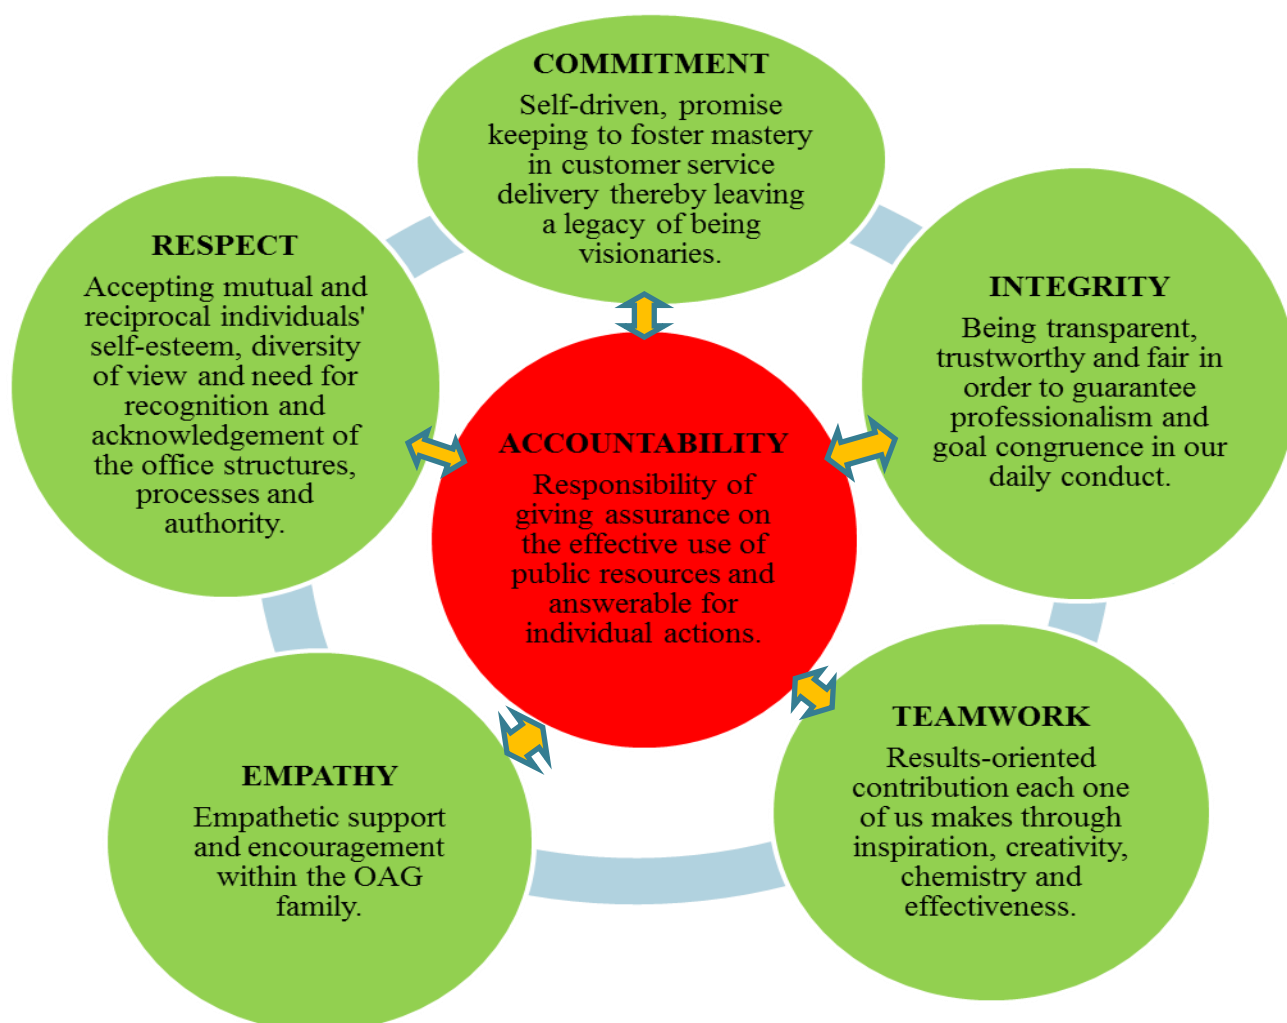 COMMITMENT
Self-driven, promise
keeping to foster mastery
in customer service
delivery thereby leaving
a legacy of being
visionaries.
RESPECT
Accepting mutual and
reciprocal individuals'
self-esteem, diversity
of view and need for
recognition and
acknowledgement of
the office structures,
processes and
authority.
INTEGRITY
Being transparent,
trustworthy and fair in
order to guarantee
professionalism and
goal congruence in our
daily conduct.
ACCOUNTABILITY
Responsibility of
giving assurance on
the effective use of
public resources and
answerable for
individual actions.
EMPATHY
Empathetic support
and encouragement
within the OAG
family.
TEAMWORK
Results-oriented
contribution each one
of us makes through
inspiration, creativity,
chemistry and
effectiveness.